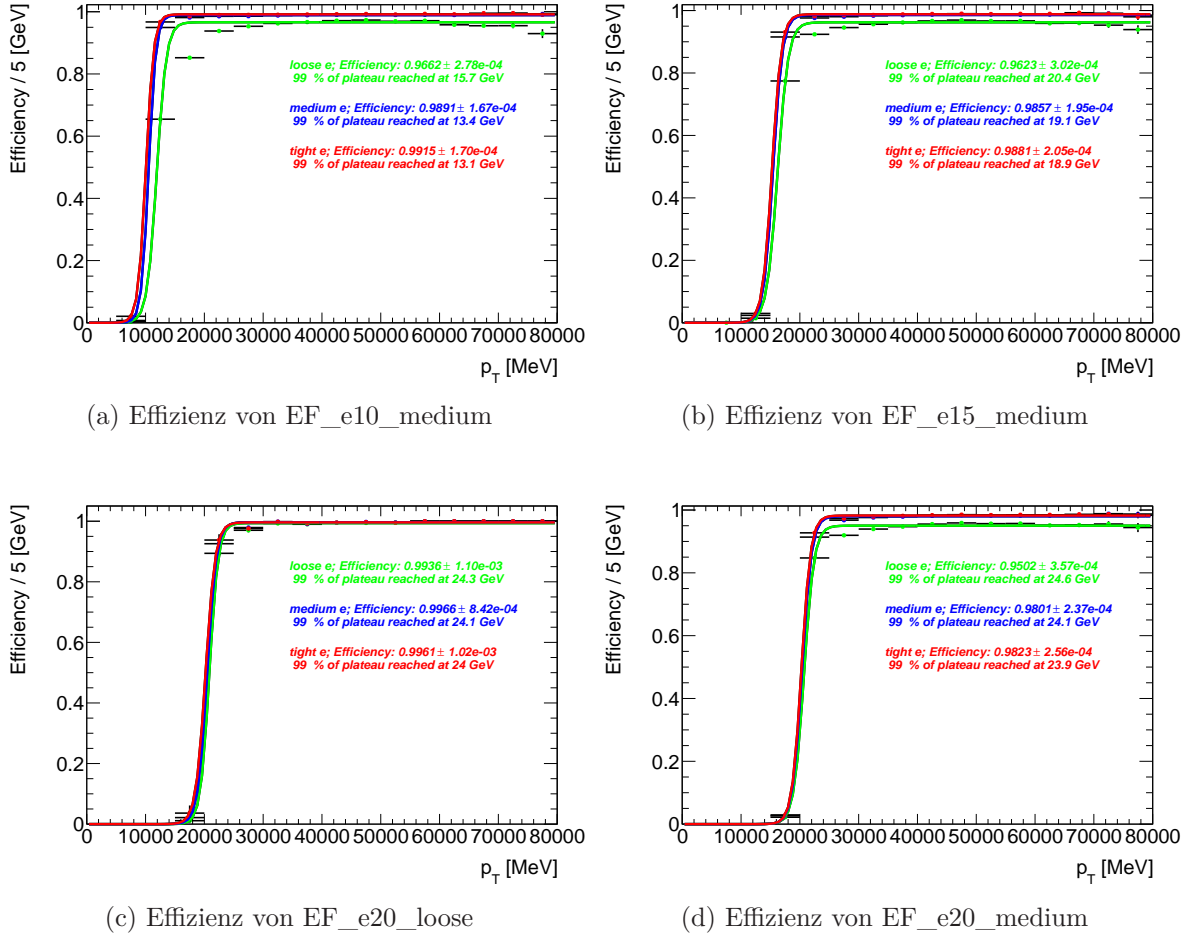 Efficiency / 5 [GeV]
1
0.8
0.6
0.4
0.2
0
loose e; Efficiency: 0.9662± 2.78e-04
99 % of plateau reached at 15.7 GeV
medium e; Efficiency: 0.9891± 1.67e-04
99 % of plateau reached at 13.4 GeV
tight e; Efficiency: 0.9915± 1.70e-04
99 % of plateau reached at 13.1 GeV
0 10000 20000 30000 40000 50000 60000 70000 80000
p_T [MeV]
(a) Effizienz von EF_e10_medium
Efficiency / 5 [GeV]
1
0.8
0.6
0.4
0.2
0
loose e; Efficiency: 0.9623± 3.02e-04
99 % of plateau reached at 20.4 GeV
medium e; Efficiency: 0.9857± 1.95e-04
99 % of plateau reached at 19.1 GeV
tight e; Efficiency: 0.9881± 2.05e-04
99 % of plateau reached at 18.9 GeV
0 10000 20000 30000 40000 50000 60000 70000 80000
p_T [MeV]
(b) Effizienz von EF_e15_medium
Efficiency / 5 [GeV]
1
0.8
0.6
0.4
0.2
0
loose e; Efficiency: 0.9936± 1.10e-03
99 % of plateau reached at 24.3 GeV
medium e; Efficiency: 0.9966± 8.42e-04
99 % of plateau reached at 24.1 GeV
tight e; Efficiency: 0.9961± 1.02e-03
99 % of plateau reached at 24 GeV
0 10000 20000 30000 40000 50000 60000 70000 80000
p_T [MeV]
(c) Effizienz von EF_e20_loose
Efficiency / 5 [GeV]
1
0.8
0.6
0.4
0.2
0
loose e; Efficiency: 0.9502± 3.57e-04
99 % of plateau reached at 24.6 GeV
medium e; Efficiency: 0.9801± 2.37e-04
99 % of plateau reached at 24.1 GeV
tight e; Efficiency: 0.9823± 2.56e-04
99 % of plateau reached at 23.9 GeV
0 10000 20000 30000 40000 50000 60000 70000 80000
p_T [MeV]
(d) Effizienz von EF_e20_medium